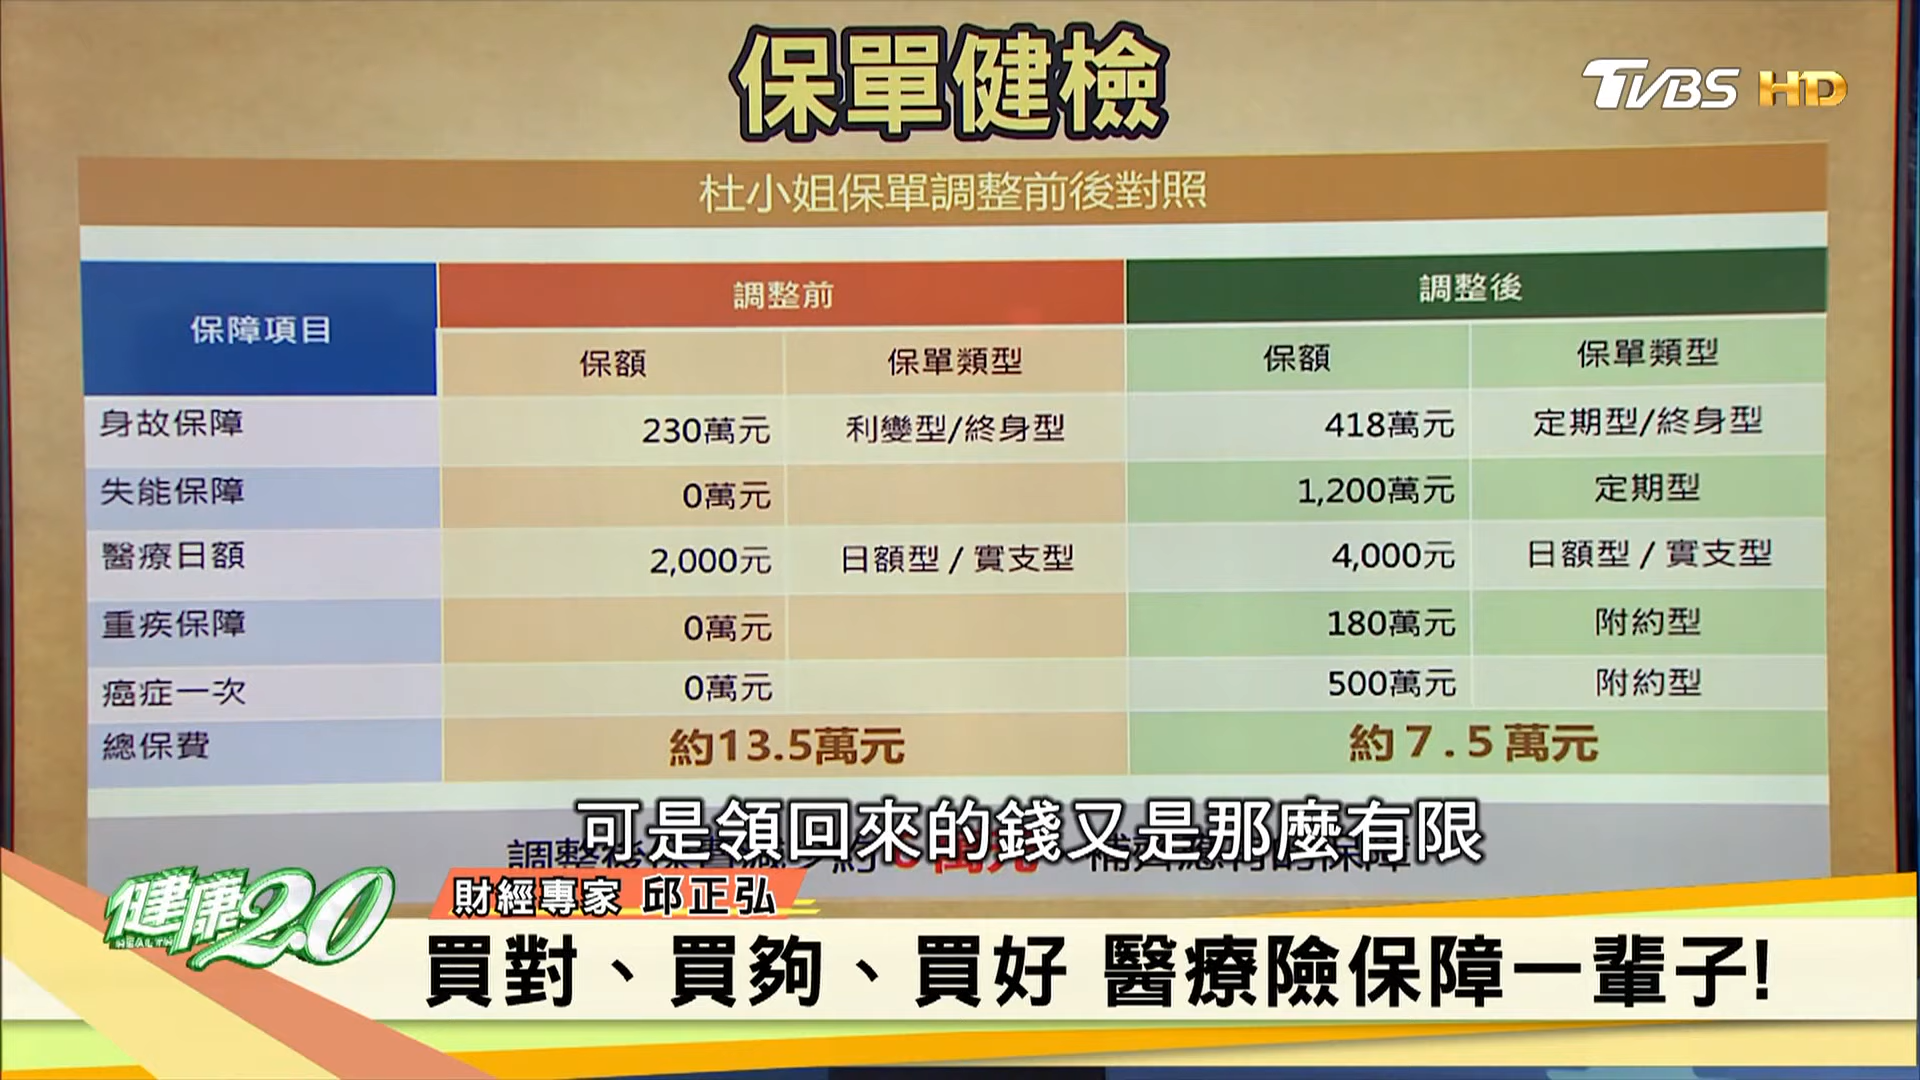 保單健檢
TVBS HD
杜小姐保單調整前後對照
保障項目 調整前 調整後
保額 保單類型 保額 保單類型
身故保障 230萬元 利變型/終身型 418萬元 定期型/終身型
失能保障 0萬元 1,200萬元 定期型
醫療日額 2,000元 日額型 / 實支型 4,000元 日額型 / 實支型
重疾保障 0萬元 180萬元 附約型
癌症一次 0萬元 500萬元 附約型
總保費 約13.5萬元 約7.5萬元
可是領回來的錢又是那麼有限
健康2.0
財經專家 邱正弘
買對、買夠、買好 醫療險保障一輩子!